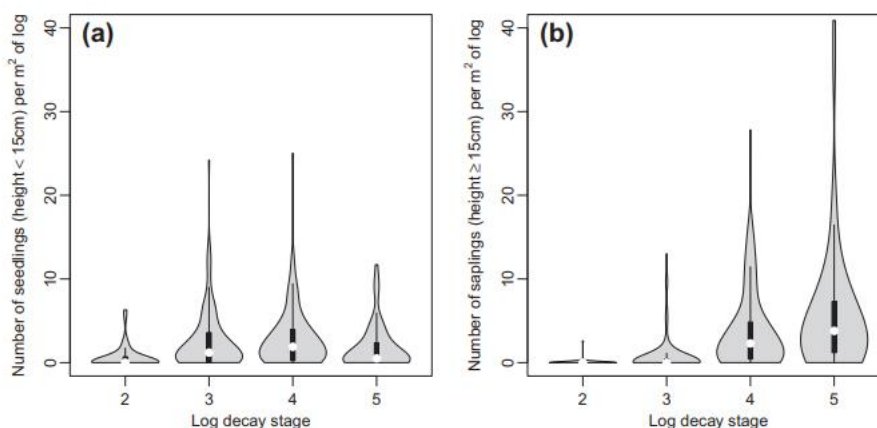 (a)
Number of seedlings (height < 15cm) per m² of log
40
30
20
10
0
2 3 4 5
Log decay stage
(b)
Number of saplings (height ≥ 15cm) per m² of log
40
30
20
10
0
2 3 4 5
Log decay stage